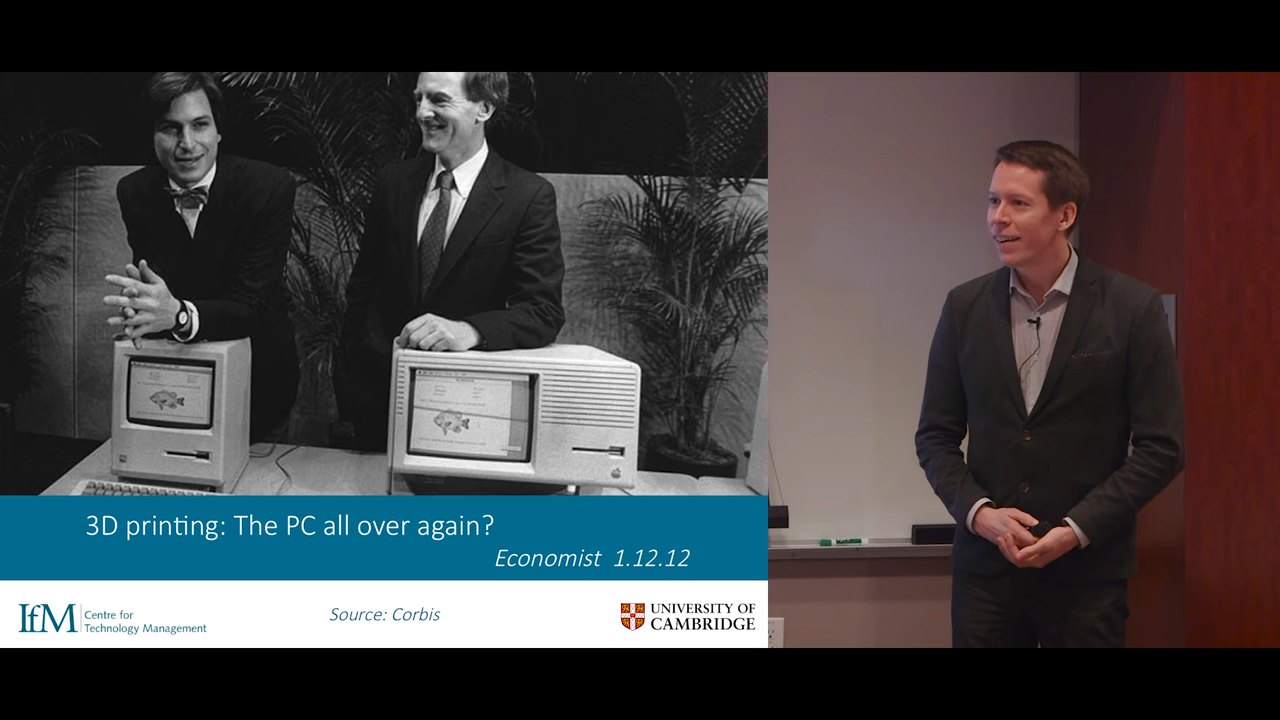 3D printing: The PC all over again?
Economist 1.12.12
IfM
Centre for
Technology Management
Source: Corbis
UNIVERSITY OF
CAMBRIDGE